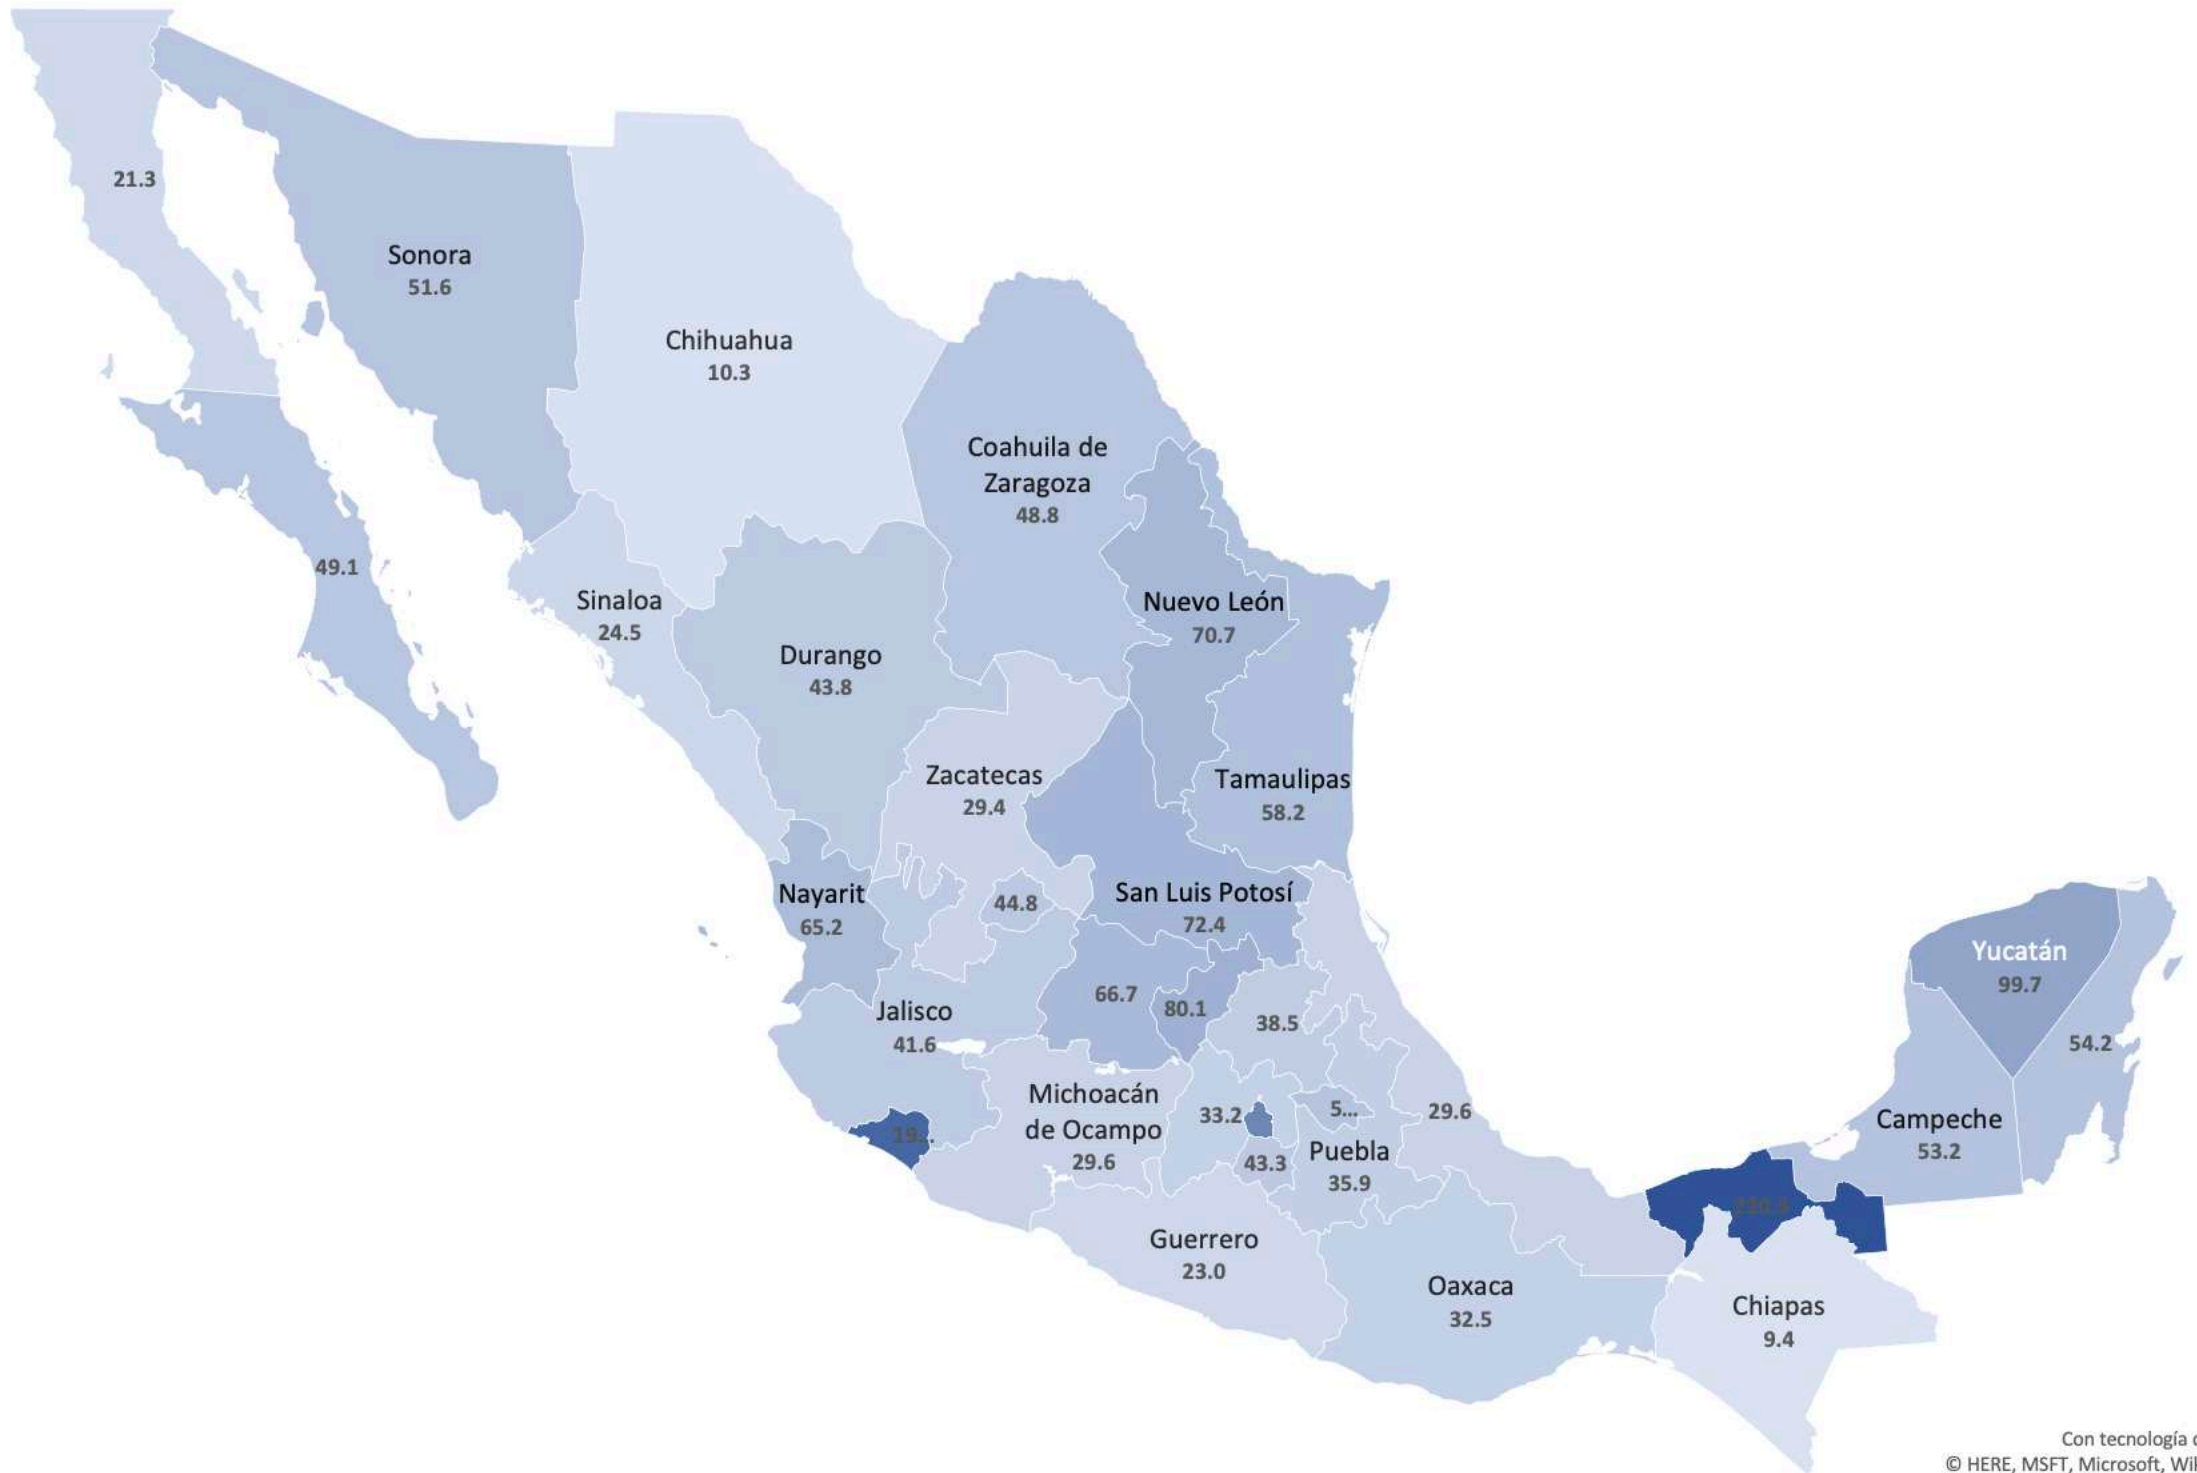 21.3
Sonora
51.6
Chihuahua
10.3
Coahuila de
Zaragoza
48.8
49.1
Sinaloa
24.5
Nuevo León
70.7
Durango
43.8
Zacatecas
29.4
Tamaulipas
58.2
Nayarit
65.2
44.8
San Luis Potosí
72.4
66.7
80.1
38.5
Jalisco
41.6
Yucatán
99.7
54.2
Michoacán
de Ocampo
29.6
33.2
5...
29.6
19...
43.3
Puebla
35.9
Campeche
53.2
Guerrero
23.0
Oaxaca
32.5
Chiapas
9.4
Con tecnología
© HERE, MSFT, Microsoft,